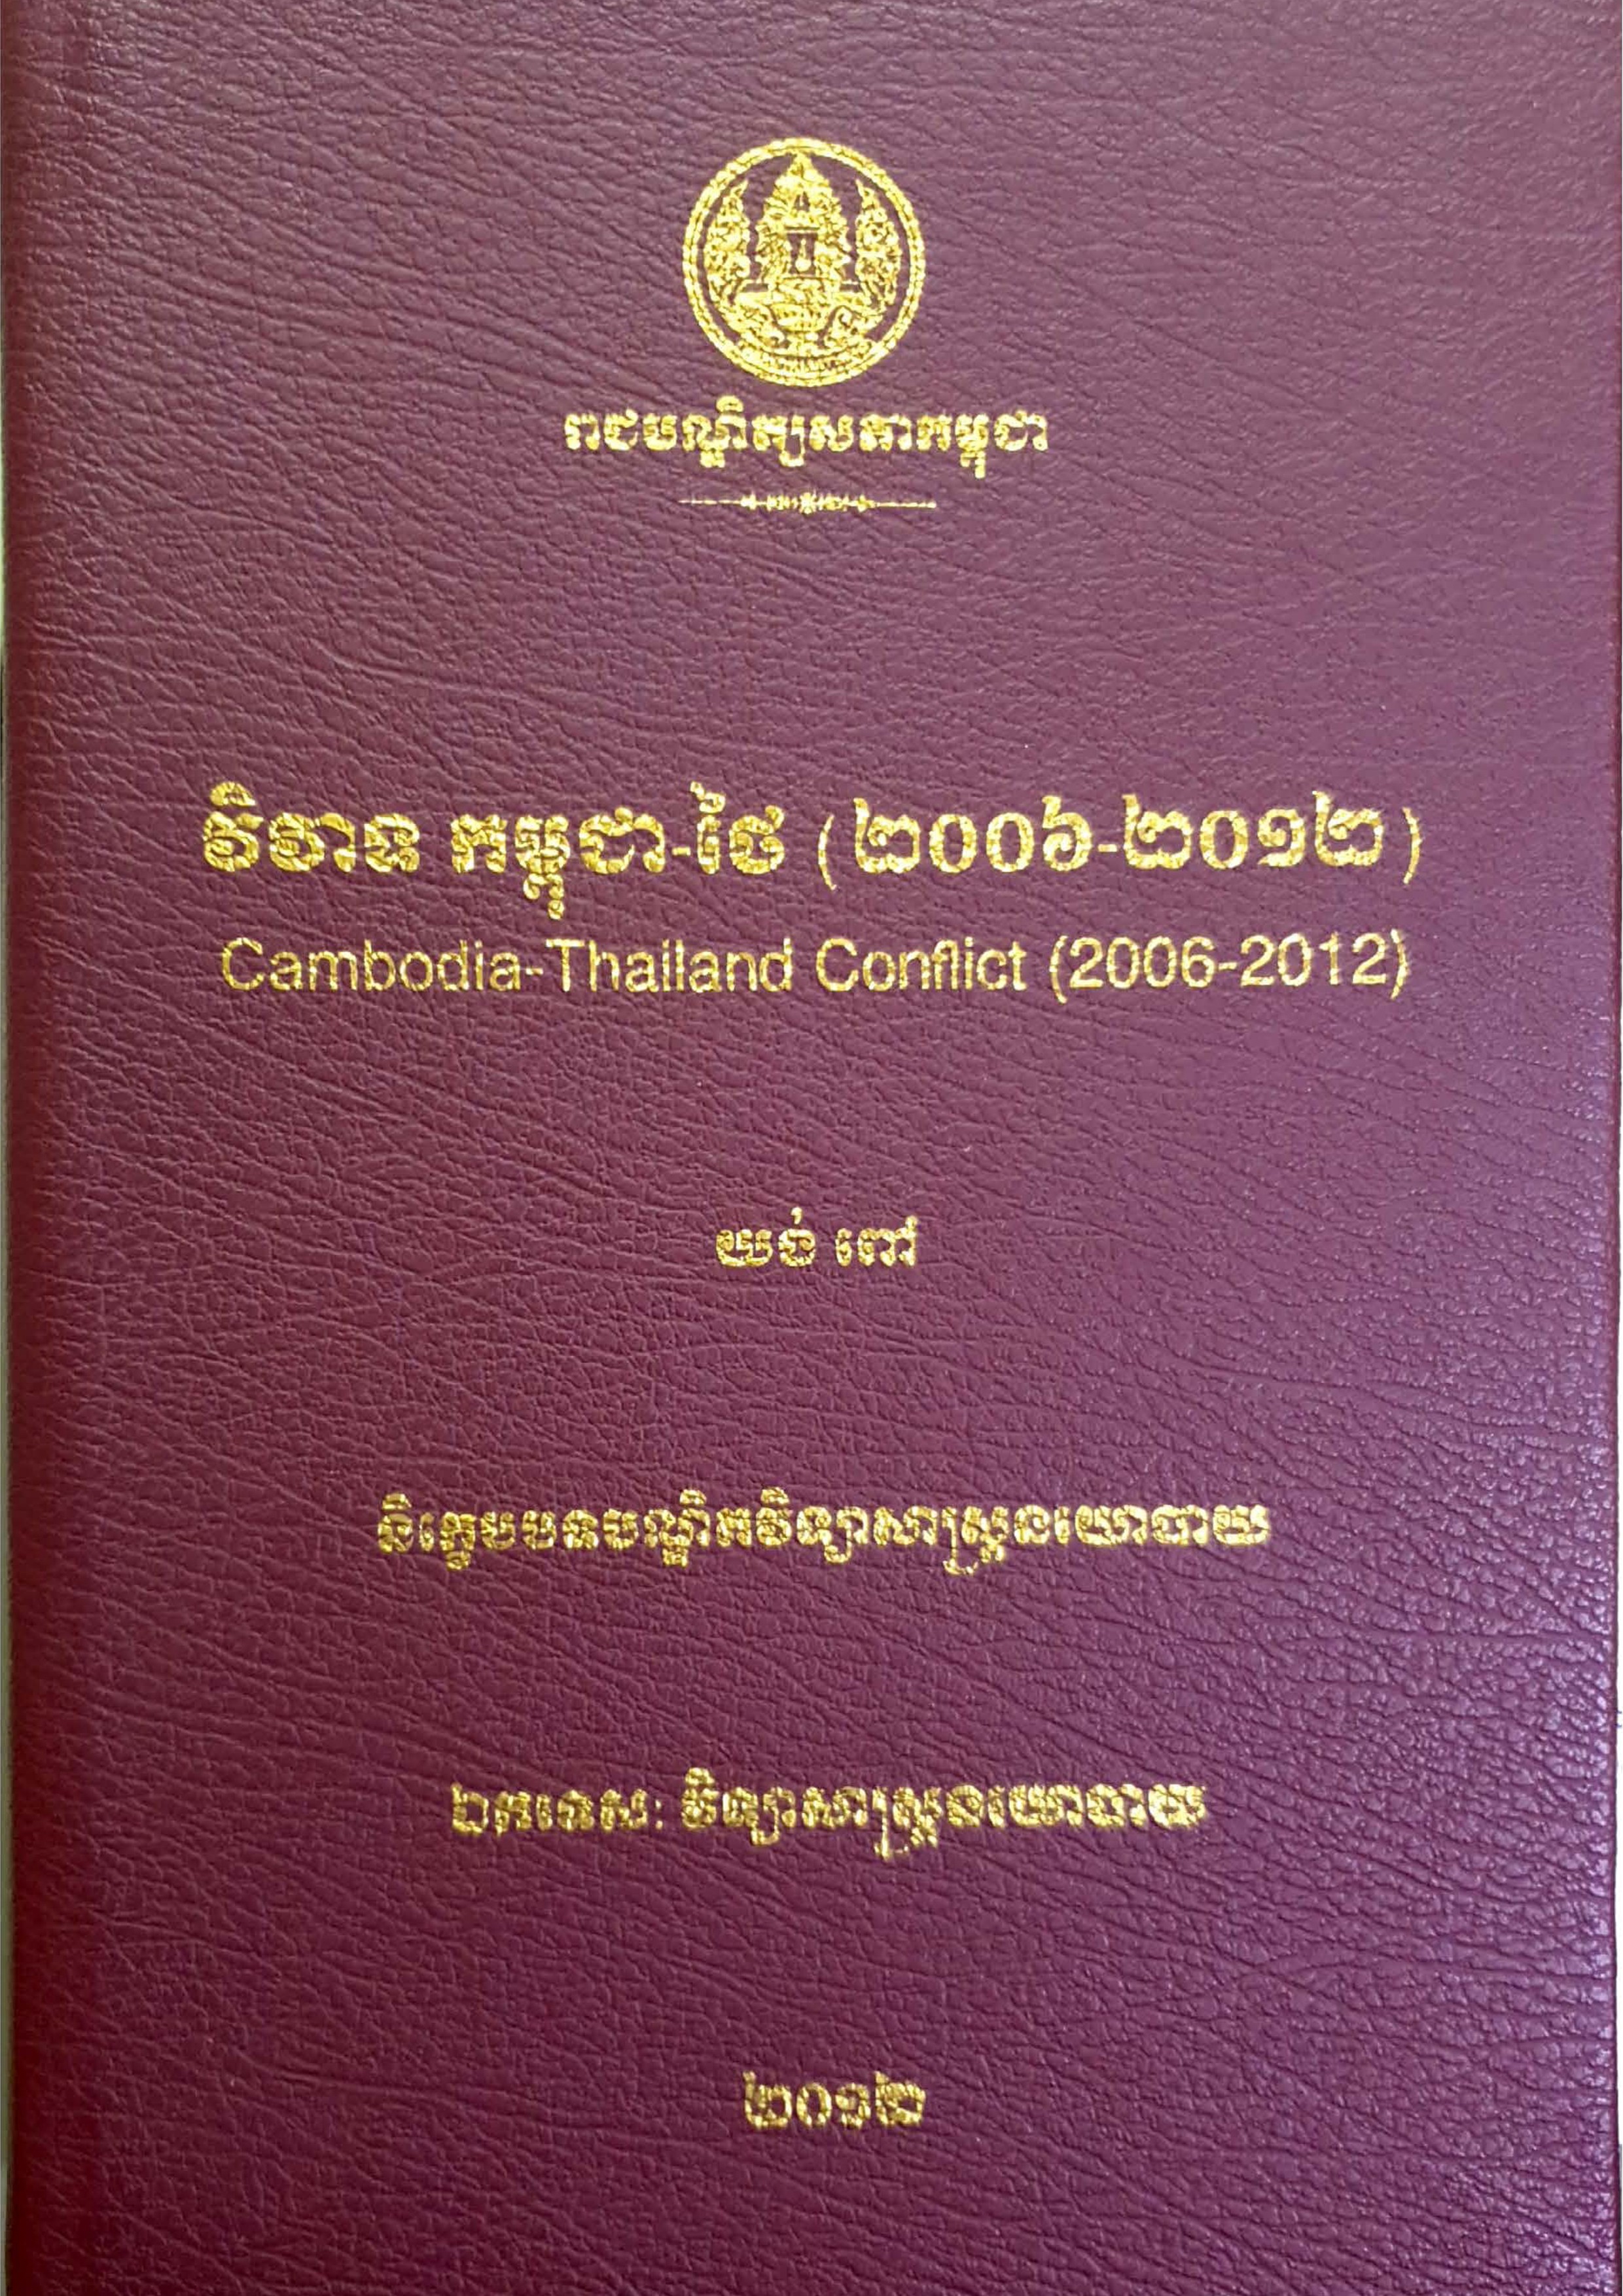 រាជបណ្ឌិត្យសភាកម្ពុជា
វិវាទ កម្ពុជា-ថៃ (២០០៦-២០១២)
Cambodia-Thailand Conflict (2006-2012)
យង់ ពៅ
និក្ខេបបទបណ្ឌិតវិទ្យាសាស្ត្រនយោបាយ
ឯកទេស: វិទ្យាសាស្ត្រនយោបាយ
២០១២